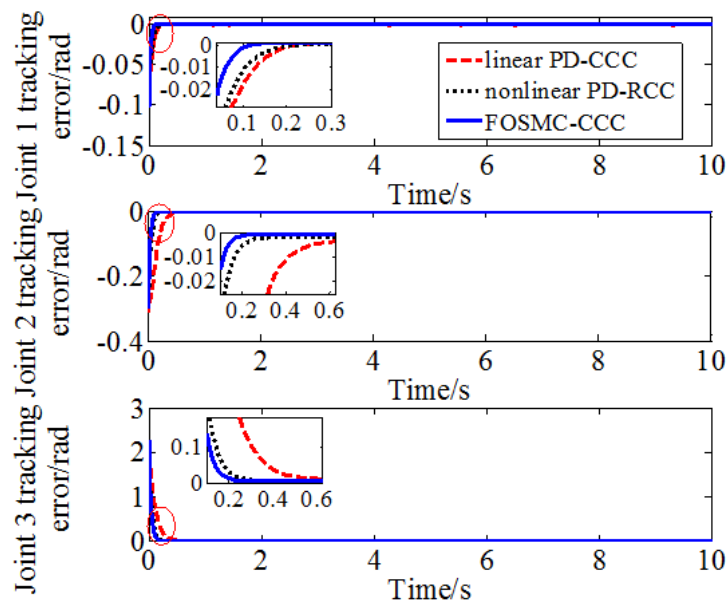 Joint 1 tracking
error/rad
0
-0.05
-0.1
-0.15
0
-0.01
-0.02
0.1 0.2 0.3
linear PD-CCC
nonlinear PD-RCC
FOSMC-CCC
0 2 4 6 8 10
Time/s
Joint 2 tracking
error/rad
0
-0.2
-0.4
0
-0.01
-0.02
0.2 0.4 0.6
0 2 4 6 8 10
Time/s
Joint 3 tracking
error/rad
3
2
1
0
0.1
0
0.2 0.4 0.6
0 2 4 6 8 10
Time/s